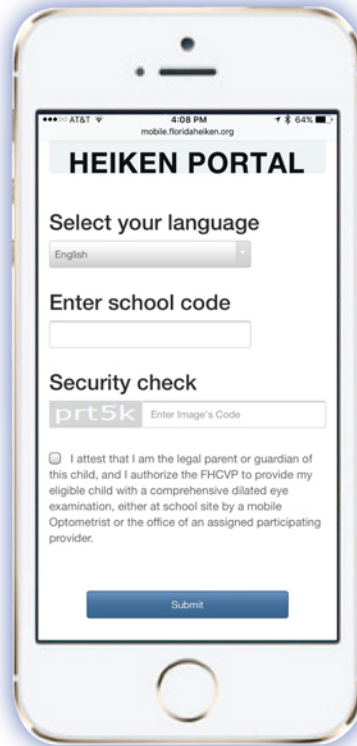 AT&T 4:08 PM 64%
mobile.floridaheiken.org
HEIKEN PORTAL
Select your language
English
Enter school code
Security check
prt5k Enter Image's Code
I attest that I am the legal parent or guardian of
this child, and I authorize the FHCVP to provide my
eligible child with a comprehensive dilated eye
examination, either at school site by a mobile
Optometrist or the office of an assigned participating
provider.
Submit